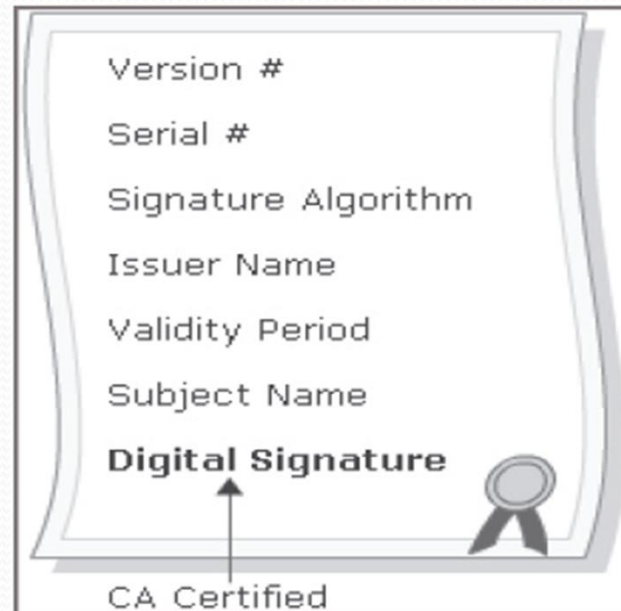 Version #
Serial #
Signature Algorithm
Issuer Name
Validity Period
Subject Name
Digital Signature
CA Certified